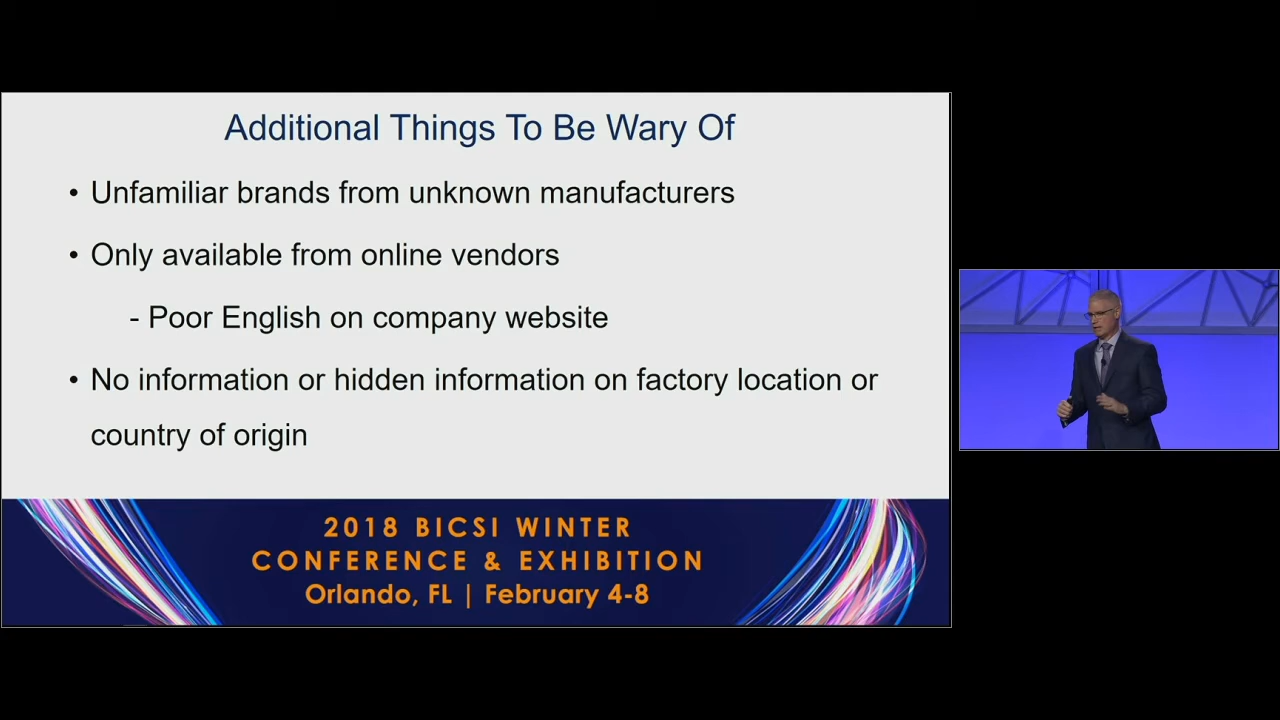 Additional Things To Be Wary Of
• Unfamiliar brands from unknown manufacturers
• Only available from online vendors
- Poor English on company website
• No information or hidden information on factory location or
country of origin
2018 BICSI WINTER
CONFERENCE & EXHIBITION
Orlando, FL | February 4-8